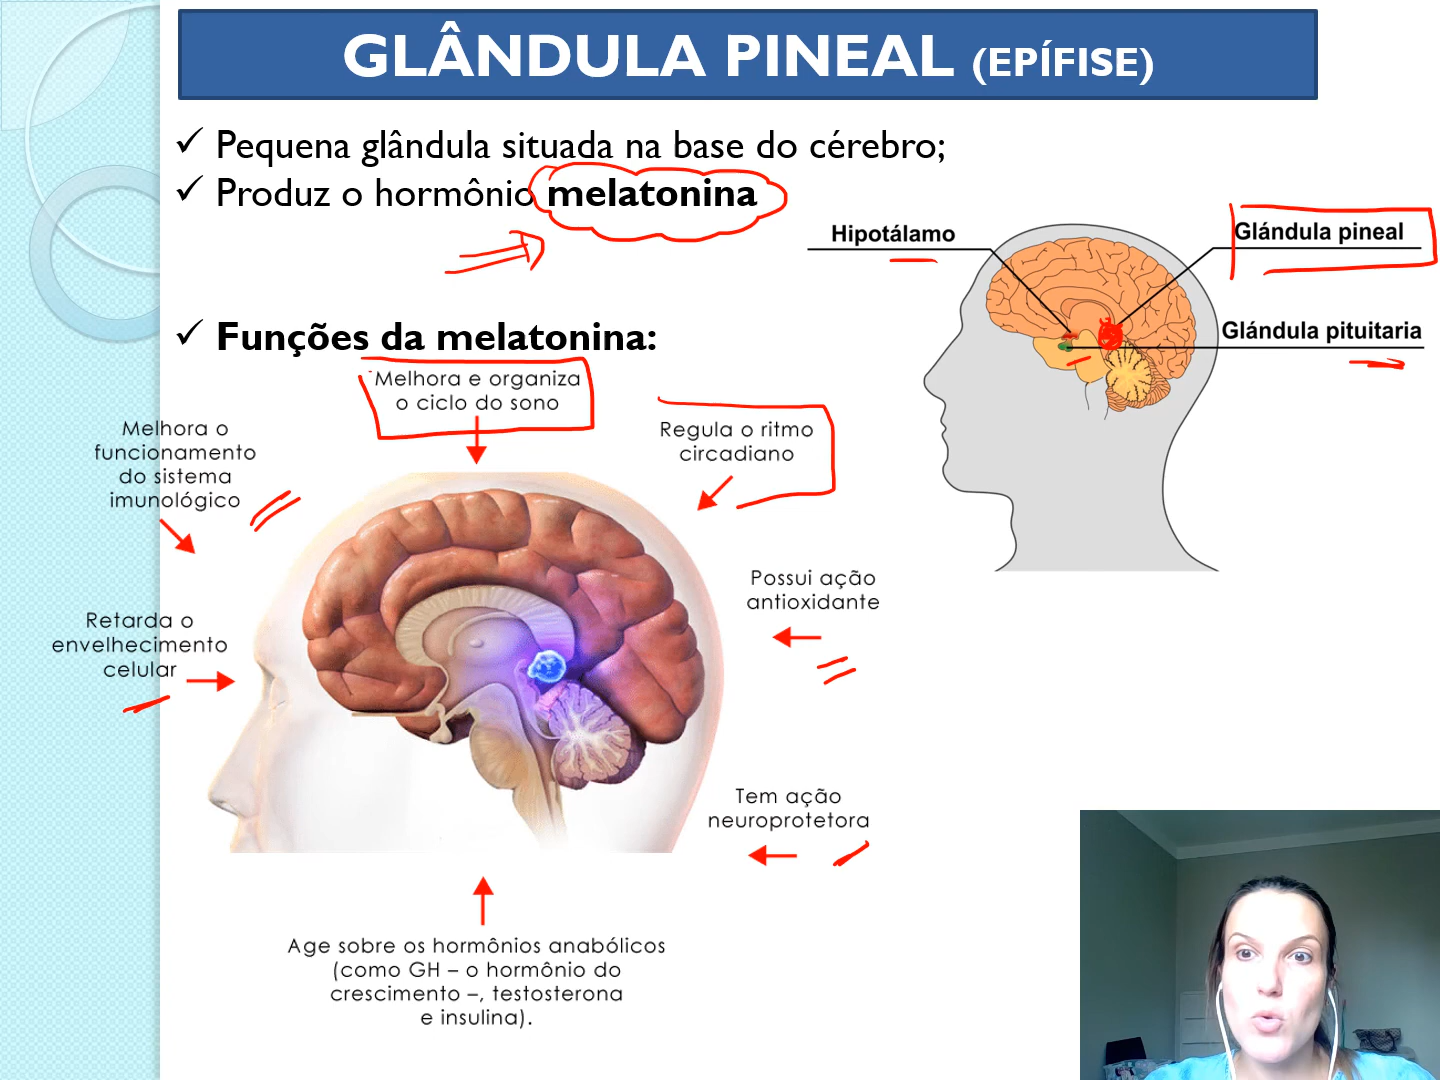 GLÂNDULA PINEAL (EPÍFISE)
✓ Pequena glândula situada na base do cérebro;
✓ Produz o hormônio melatonina
Hipotálamo
Glándula pineal
Glándula pituitaria
✓ Funções da melatonina:
Melhora e organiza
o ciclo do sono
Melhora o
funcionamento
do sistema
imunológico
Regula o ritmo
circadiano
Possui ação
antioxidante
Retarda o
envelhecimento
celular
Tem ação
neuroprotetora
Age sobre os hormônios anabólicos
(como GH – o hormônio do
crescimento –, testosterona
e insulina).